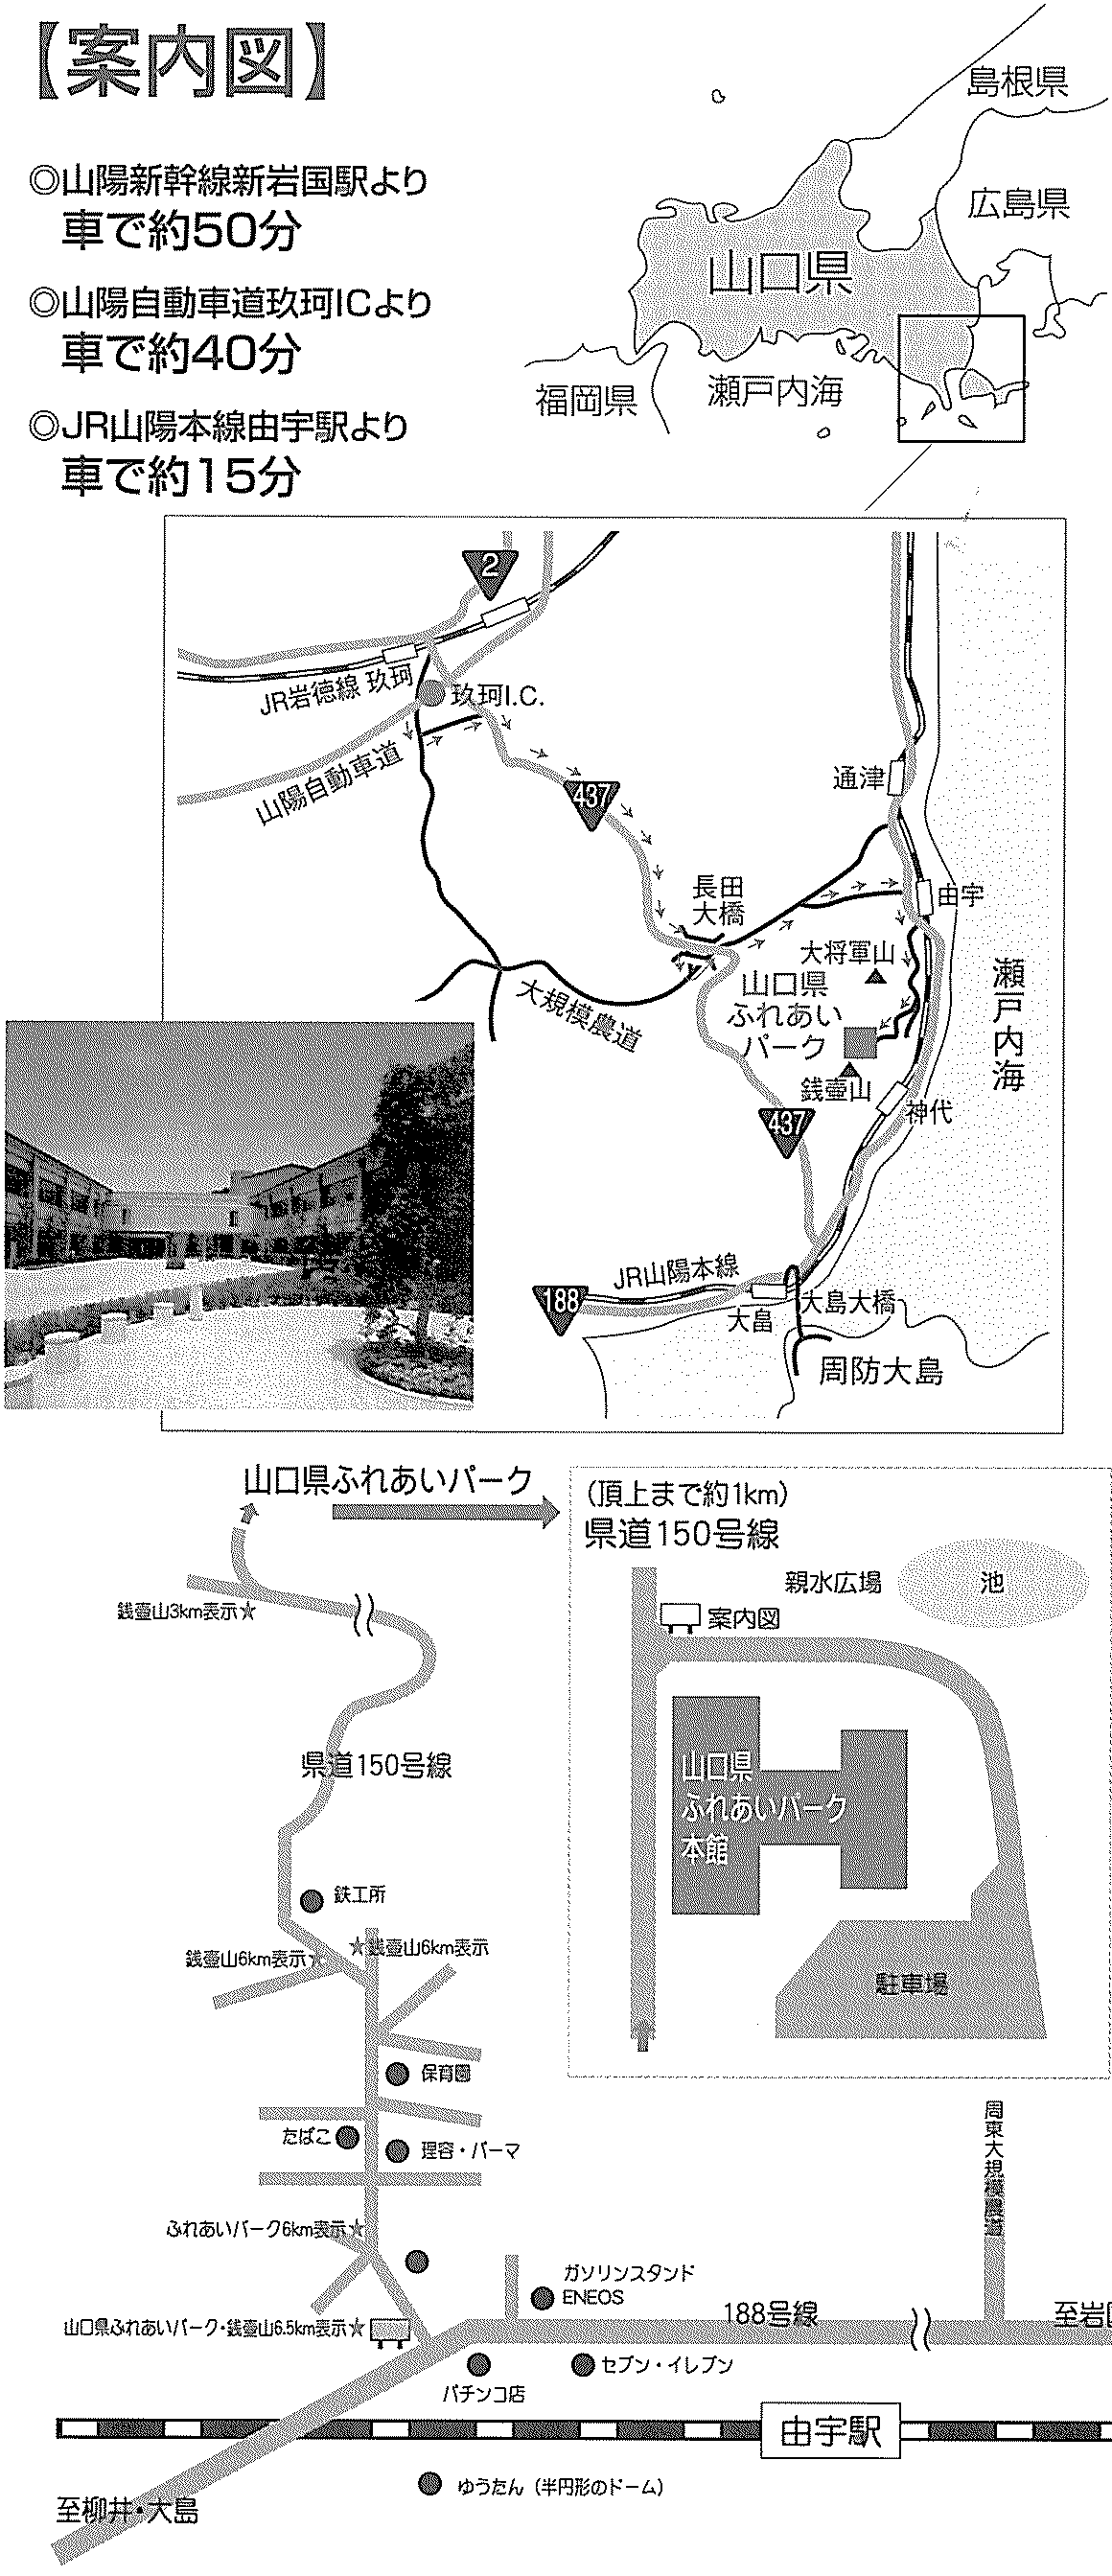 【案内図】
◎山陽新幹線新岩国駅より
車で約50分
◎山陽自動車道玖珂ICより
車で約40分
◎JR山陽本線由宇駅より
車で約15分
島根県
広島県
山口県
福岡県
瀬戸内海
2
JR岩徳線 玖珂
玖珂I.C.
山陽自動車道
437
通津
長田
大橋
由宇
大将軍山
山口県
ふれあい
パーク
銭壺山
瀬戸内海
大規模農道
神代
437
JR山陽本線
188
大畠
大島大橋
周防大島
山口県ふれあいパーク
(頂上まで約1km)
県道150号線
親水広場
池
案内図
山口県
ふれあいパーク
本館
駐車場
銭壺山3km表示☆
県道150号線
鉄工所
銭壺山6km表示☆
☆銭壺山6km表示
保育園
たばこ
理容・パーマ
周東大規模農道
ふれあいパーク6km表示☆
ガソリンスタンド
ENEOS
188号線
至岩
山口県ふれあいパーク・銭壺山6.5km表示☆
パチンコ店
セブン・イレブン
由宇駅
ゆうたん(半円形のドーム)
至柳井・大島